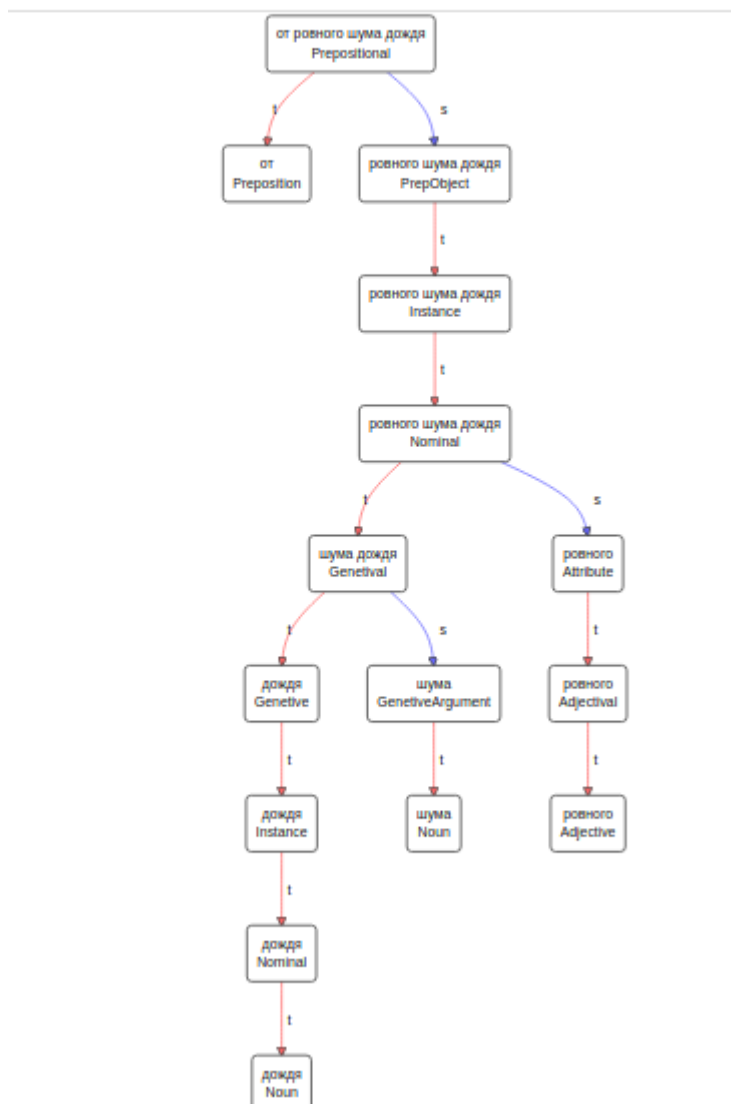 от ровного шума дождя
Prepositional
t
s
от
Preposition
ровного шума дождя
PrepObject
t
ровного шума дождя
Instance
t
ровного шума дождя
Nominal
t
s
шума дождя
Genetival
ровного
Attribute
t
s
t
дождя
Genetive
шума
GenetiveArgument
ровного
Adjectival
t
t
t
дождя
Instance
шума
Noun
ровного
Adjective
t
дождя
Nominal
t
дождя
Noun